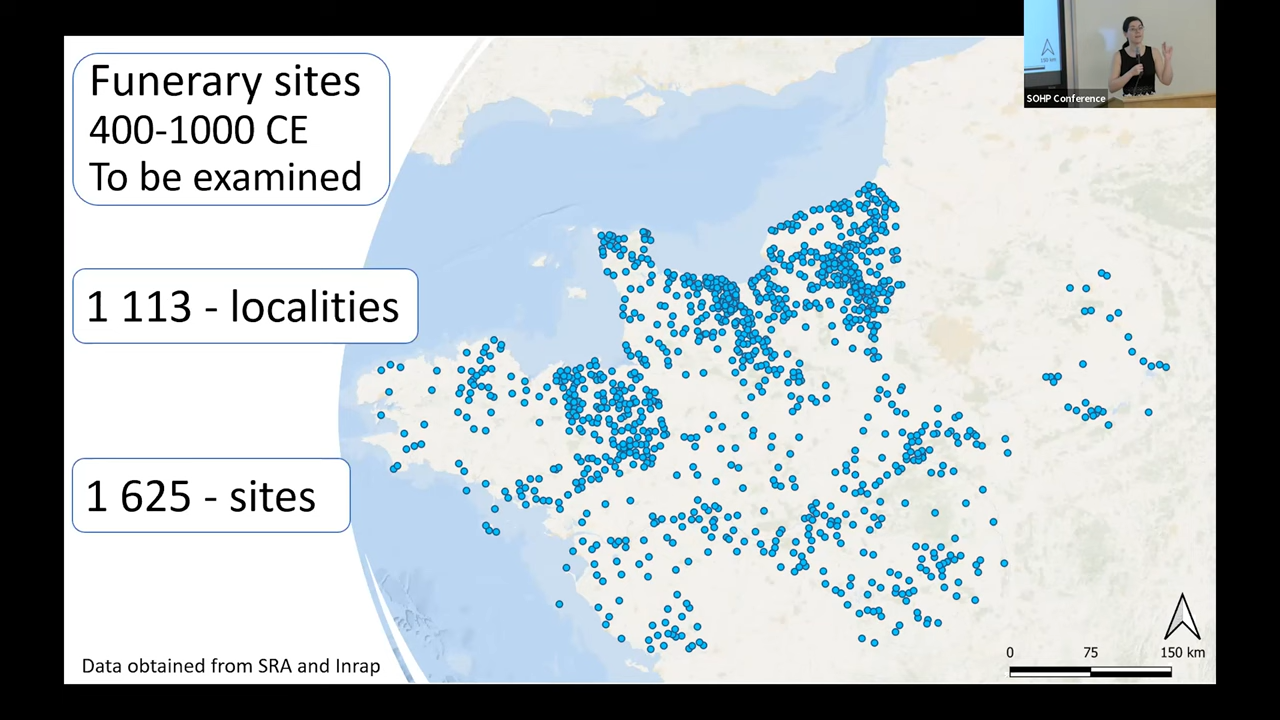 Funerary sites
400-1000 CE
To be examined
1 113 - localities
1 625 - sites
Data obtained from SRA and Inrap
SOHP Conference
0 75 150 km